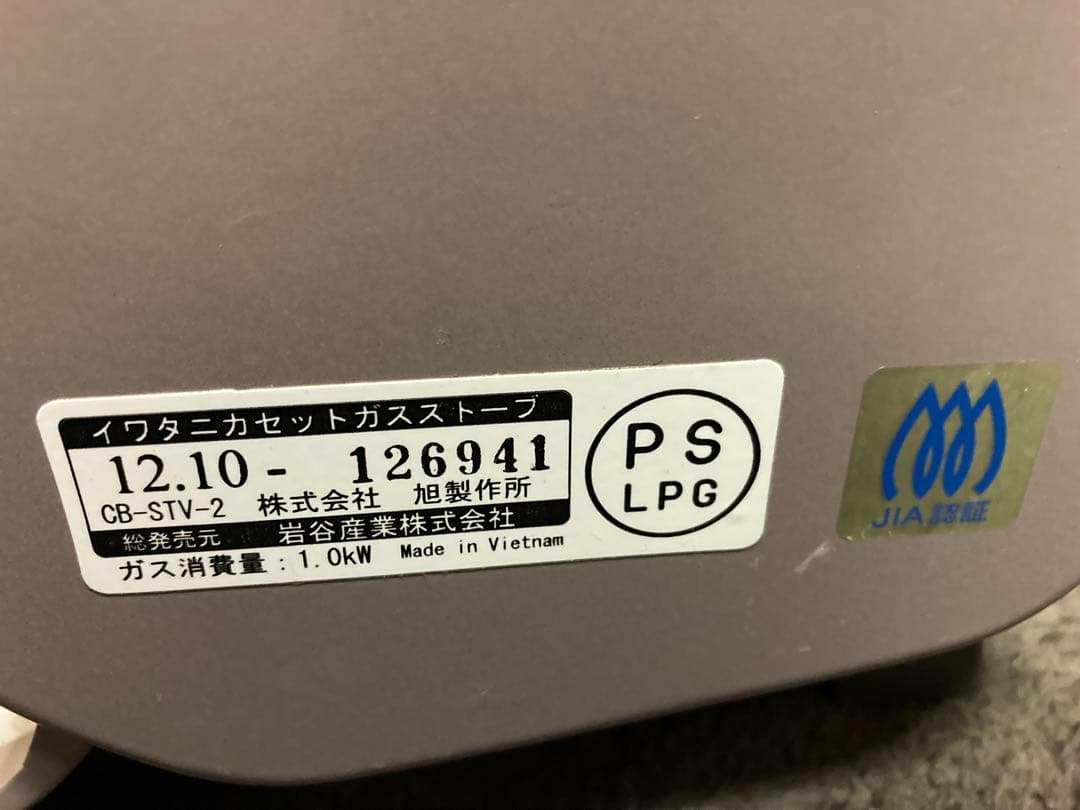 イワタニカセットガスストーブ
12.10 - 126941
CB-STV-2 株式会社 旭製作所
総発売元 岩谷産業株式会社
ガス消費量：1.0kW Made in Vietnam
PS
LPG
JIA認証